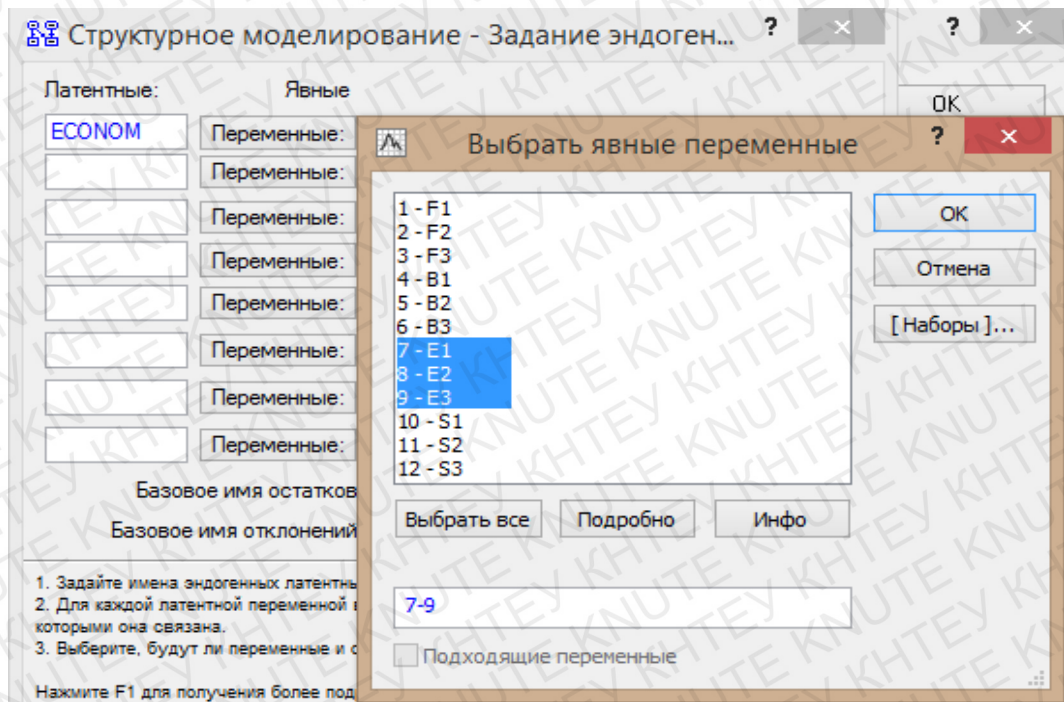 Структурное моделирование - Задание эндоген... ? ×
? ×
Латентные: Явные
OK
ECONOM Переменные:
Переменные:
Переменные:
Переменные:
Переменные:
Переменные:
Переменные:
Переменные:
Базовое имя остатков
Базовое имя отклонений
1. Задайте имена эндогенных латентны
2. Для каждой латентной переменной
которыми она связана.
3. Выберите, будут ли переменные и
Нажмите F1 для получения более под
Выбрать явные переменные ? ×
1 - F1
2 - F2
3 - F3
4 - B1
5 - B2
6 - B3
7 - E1
8 - E2
9 - E3
10 - S1
11 - S2
12 - S3
OK
Отмена
[ Наборы ]...
Выбрать все Подробно Инфо
7-9
Подходящие переменные